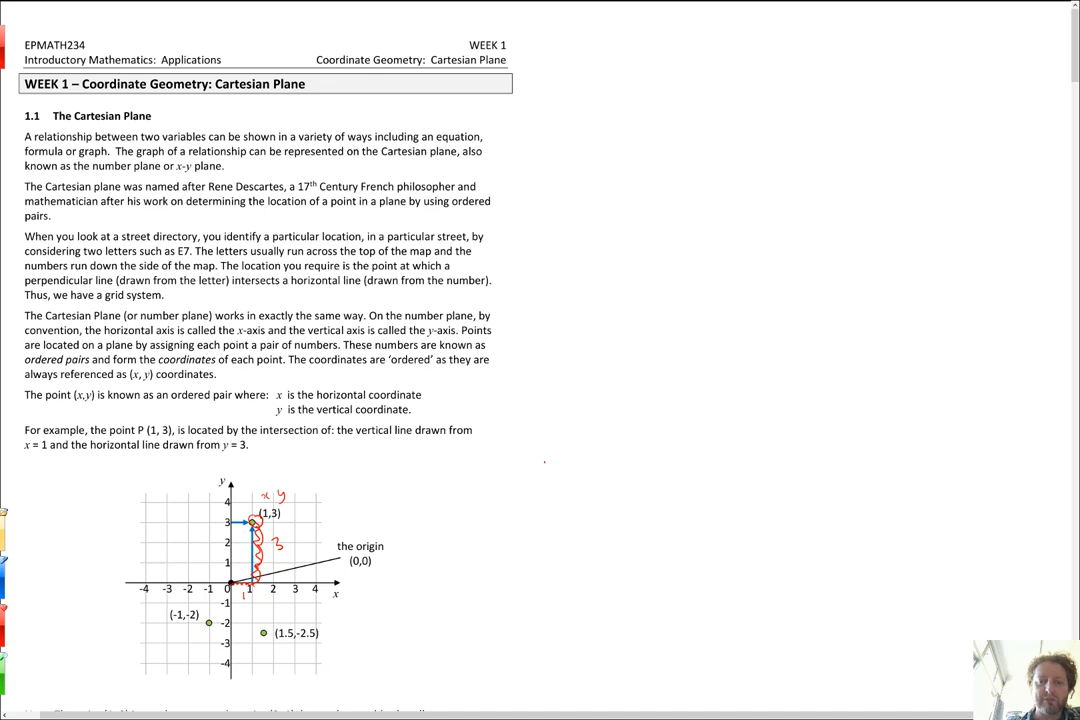 EPMATH234 WEEK 1
Introductory Mathematics: Applications Coordinate Geometry: Cartesian Plane
WEEK 1 – Coordinate Geometry: Cartesian Plane
1.1 The Cartesian Plane
A relationship between two variables can be shown in a variety of ways including an equation,
formula or graph. The graph of a relationship can be represented on the Cartesian plane, also
known as the number plane or x-y plane.
The Cartesian plane was named after Rene Descartes, a 17th Century French philosopher and
mathematician after his work on determining the location of a point in a plane by using ordered
pairs.
When you look at a street directory, you identify a particular location, in a particular street, by
considering two letters such as E7. The letters usually run across the top of the map and the
numbers run down the side of the map. The location you require is the point at which a
perpendicular line (drawn from the letter) intersects a horizontal line (drawn from the number).
Thus, we have a grid system.
The Cartesian Plane (or number plane) works in exactly the same way. On the number plane, by
convention, the horizontal axis is called the x-axis and the vertical axis is called the y-axis. Points
are located on a plane by assigning each point a pair of numbers. These numbers are known as
ordered pairs and form the coordinates of each point. The coordinates are ‘ordered’ as they are
always referenced as (x, y) coordinates.
The point (x,y) is known as an ordered pair where: x is the horizontal coordinate
y is the vertical coordinate.
For example, the point P (1, 3), is located by the intersection of: the vertical line drawn from
x = 1 and the horizontal line drawn from y = 3.
y
x y
4
(1,3)
3
2 3
the origin
1 (0,0)
-4 -3 -2 -1 0 1 2 3 4 x
1
-1
(-1,-2) -2
(1.5,-2.5)
-3
-4